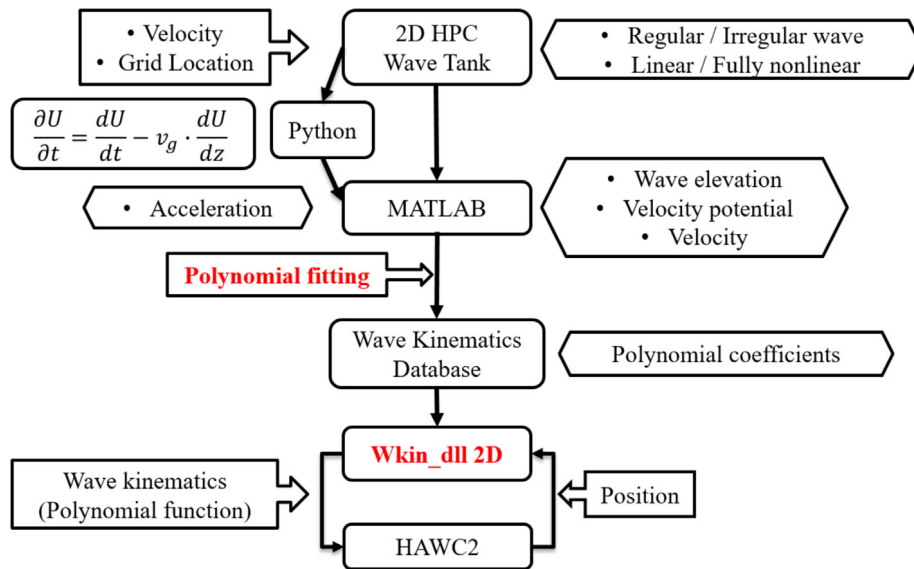 • Velocity
• Grid Location
2D HPC
Wave Tank
• Regular / Irregular wave
• Linear / Fully nonlinear
∂U/∂t = dU/dt − v_g · dU/dz
Python
• Acceleration
MATLAB
• Wave elevation
• Velocity potential
• Velocity
Polynomial fitting
Wave Kinematics
Database
Polynomial coefficients
Wkin_dll 2D
Wave kinematics
(Polynomial function)
Position
HAWC2